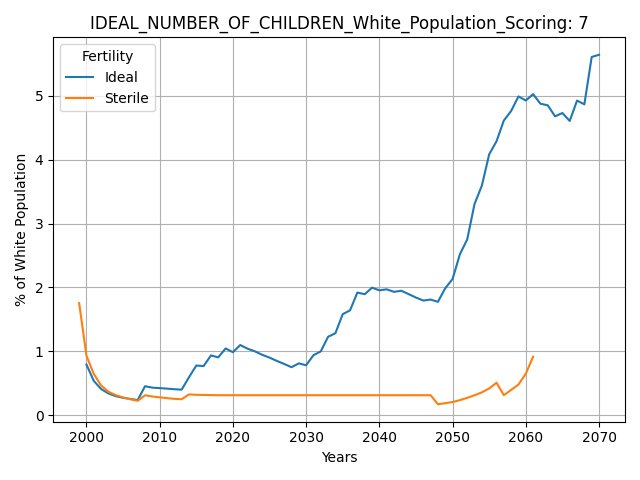 IDEAL_NUMBER_OF_CHILDREN_White_Population_Scoring: 7
Fertility
Ideal
Sterile
% of White Population
5
4
3
2
1
0
2000 2010 2020 2030 2040 2050 2060 2070
Years